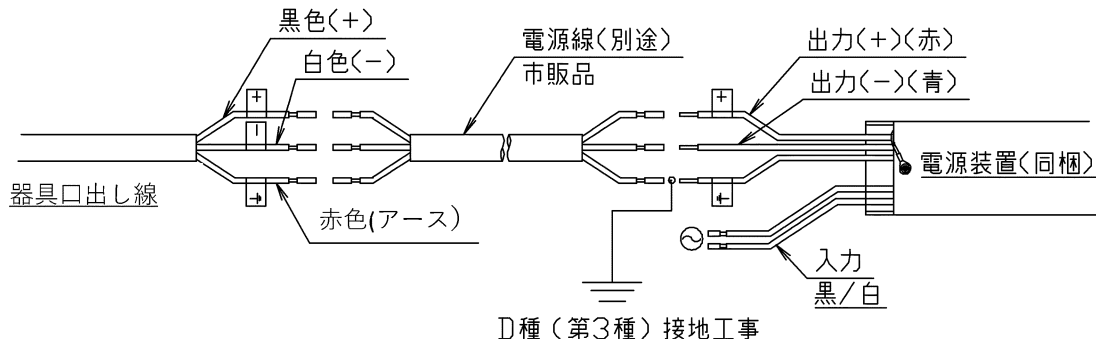 黒色(+)
白色(−)
電源線(別途)
市販品
出力(+)(赤)
出力(−)(青)
+
−
+
器具口出し線
赤色(アース)
電源装置(同梱)
入力
黒/白
D種(第3種)接地工事